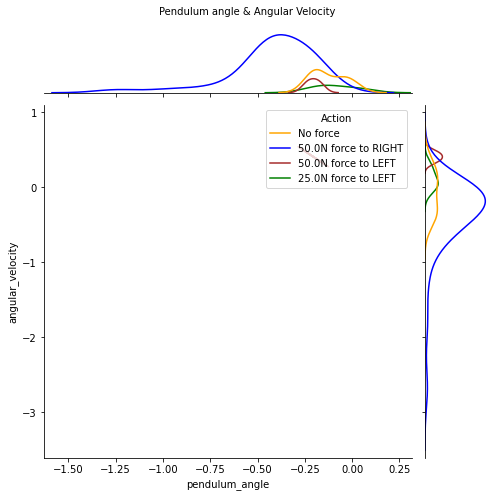 Pendulum angle & Angular Velocity
Action
No force
50.0N force to RIGHT
50.0N force to LEFT
25.0N force to LEFT
1
0
−1
−2
−3
angular_velocity
−1.50
−1.25
−1.00
−0.75
−0.50
−0.25
0.00
0.25
pendulum_angle